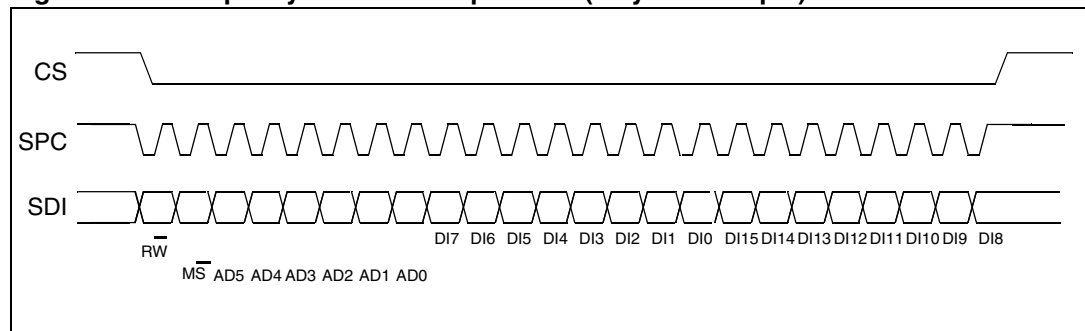 CS
SPC
SDI
DI7 DI6 DI5 DI4 DI3 DI2 DI1 DI0 DI15 DI14 DI13 DI12 DI11 DI10 DI9 DI8
RW
MS AD5 AD4 AD3 AD2 AD1 AD0